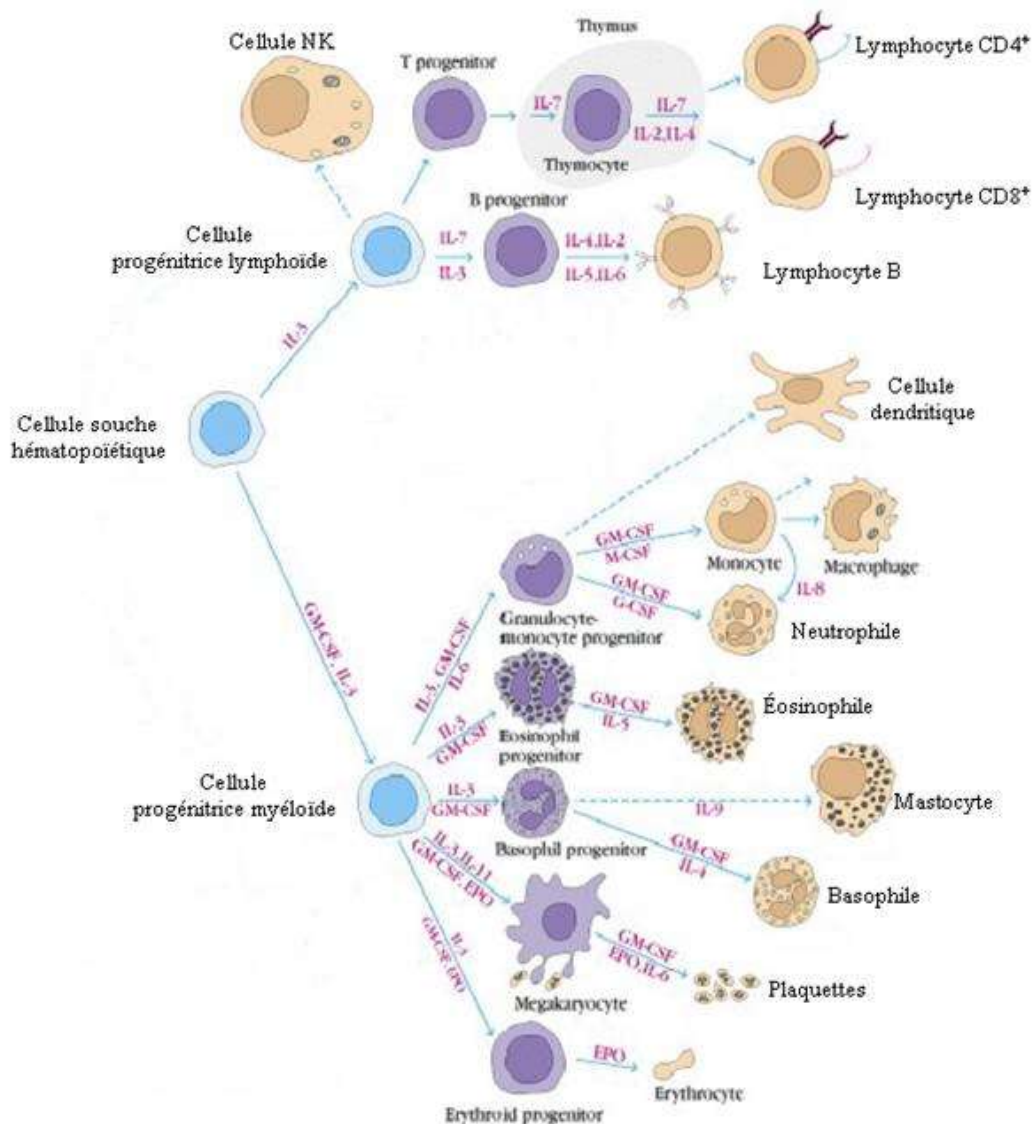 Cellule NK
Thymus
Lymphocyte CD4+
T progenitor
IL-7
IL-7
IL-2,IL-4
Thymocyte
Lymphocyte CD8+
B progenitor
Cellule
progénitrice lymphoïde
IL-7
IL-3
IL-4,IL-2
IL-5,IL-6
Lymphocyte B
IL-3
Cellule
dendritique
Cellule souche
hématopoïétique
GM-CSF
M-CSF
Monocyte
Macrophage
GM-CSF
G-CSF
IL-8
Granulocyte-
monocyte progenitor
Neutrophile
GM-CSF, IL-3
IL-3, GM-CSF
IL-6
IL-3
GM-CSF
GM-CSF
IL-5
Éosinophile
Eosinophil
progenitor
Cellule
progénitrice myéloïde
IL-3
GM-CSF
IL-9
Mastocyte
Basophil progenitor
GM-CSF
IL-4
Basophile
IL-3,IL-11
GM-CSF,EPO
GM-CSF
EPO,IL-6
Plaquettes
IL-3
GM-CSF,EPO
Megakaryocyte
EPO
Erythrocyte
Erythroid progenitor